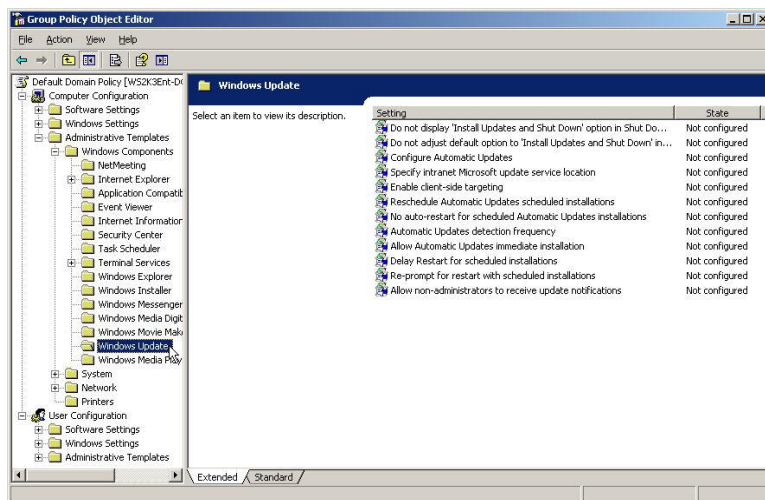 Group Policy Object Editor
File Action View Help
Default Domain Policy [WS2K3Ent-D
Computer Configuration
Software Settings
Windows Settings
Administrative Templates
Windows Components
NetMeeting
Internet Explorer
Application Compatib
Event Viewer
Internet Information
Security Center
Task Scheduler
Terminal Services
Windows Explorer
Windows Installer
Windows Messenger
Windows Media Digit
Windows Movie Mak
Windows Update
Windows Media Play
System
Network
Printers
User Configuration
Software Settings
Windows Settings
Administrative Templates
Windows Update
Select an item to view its description.
Setting State
Do not display 'Install Updates and Shut Down' option in Shut Do... Not configured
Do not adjust default option to 'Install Updates and Shut Down' in... Not configured
Configure Automatic Updates Not configured
Specify intranet Microsoft update service location Not configured
Enable client-side targeting Not configured
Reschedule Automatic Updates scheduled installations Not configured
No auto-restart for scheduled Automatic Updates installations Not configured
Automatic Updates detection frequency Not configured
Allow Automatic Updates immediate installation Not configured
Delay Restart for scheduled installations Not configured
Re-prompt for restart with scheduled installations Not configured
Allow non-administrators to receive update notifications Not configured
Extended Standard